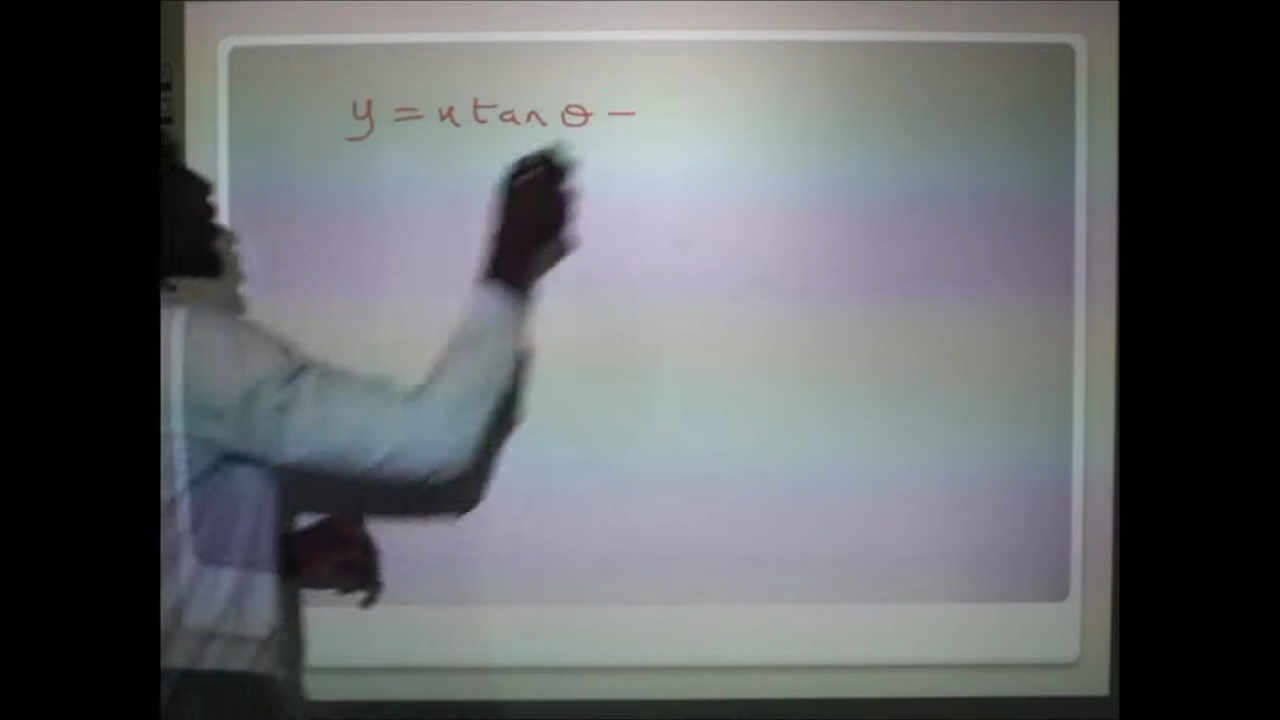 y = x tan θ −